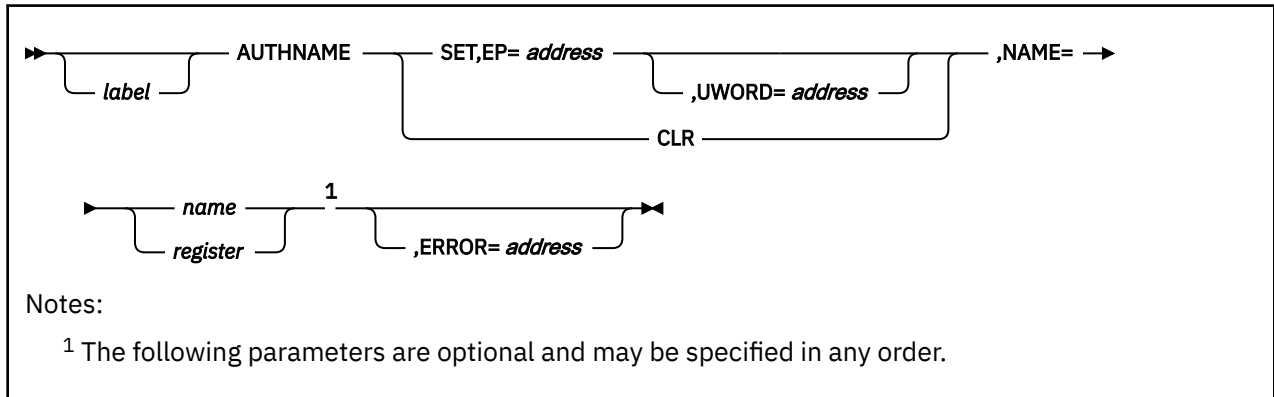 AUTHNAME SET,EP= address ,NAME=
label ,UWORD= address
CLR
name 1
register ,ERROR= address
Notes:
1 The following parameters are optional and may be specified in any order.